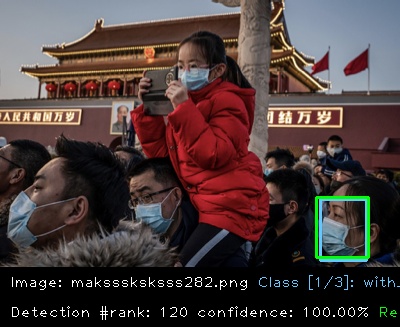 人民共和国万岁
团结万岁
Image: maksssksksss282.png Class [1/3]: with_
Detection #rank: 120 confidence: 100.00% Re